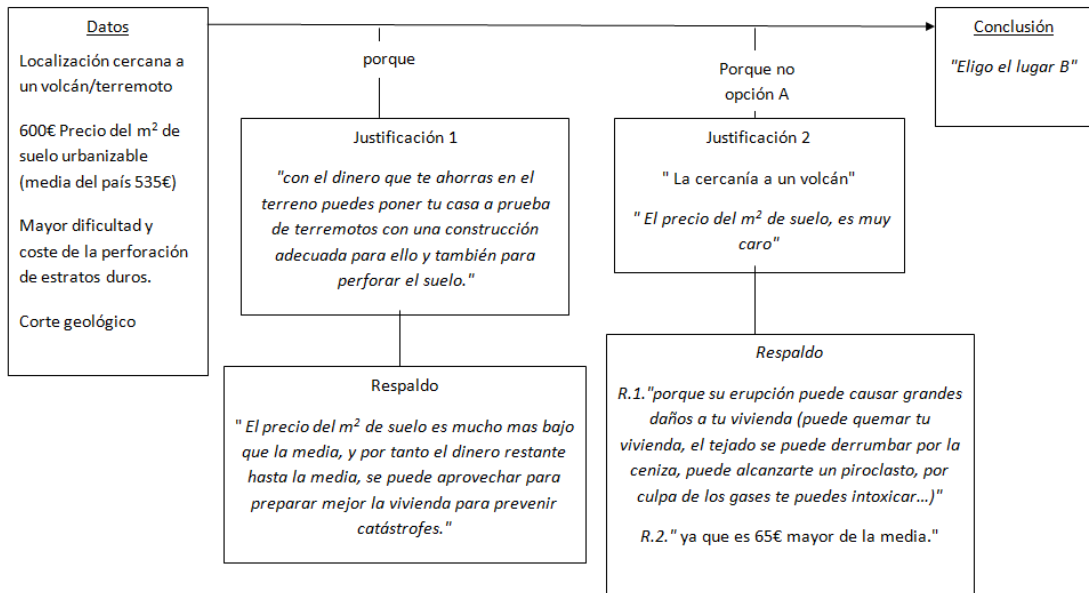 Datos
Localización cercana a
un volcán/terremoto
600€ Precio del m² de
suelo urbanizable
(media del país 535€)
Mayor dificultad y
coste de la perforación
de estratos duros.
Corte geológico
porque
Porque no
opción A
Conclusión
"Eligo el lugar B"
Justificación 1
"con el dinero que te ahorras en el
terreno puedes poner tu casa a prueba
de terremotos con una construcción
adecuada para ello y también para
perforar el suelo."
Justificación 2
" La cercanía a un volcán"
" El precio del m² de suelo, es muy
caro"
Respaldo
" El precio del m² de suelo es mucho mas bajo
que la media, y por tanto el dinero restante
hasta la media, se puede aprovechar para
preparar mejor la vivienda para prevenir
catástrofes."
Respaldo
R.1."porque su erupción puede causar grandes
daños a tu vivienda (puede quemar tu
vivienda, el tejado se puede derrumbar por la
ceniza, puede alcanzarte un piroclasto, por
culpa de los gases te puedes intoxicar…)"
R.2." ya que es 65€ mayor de la media."